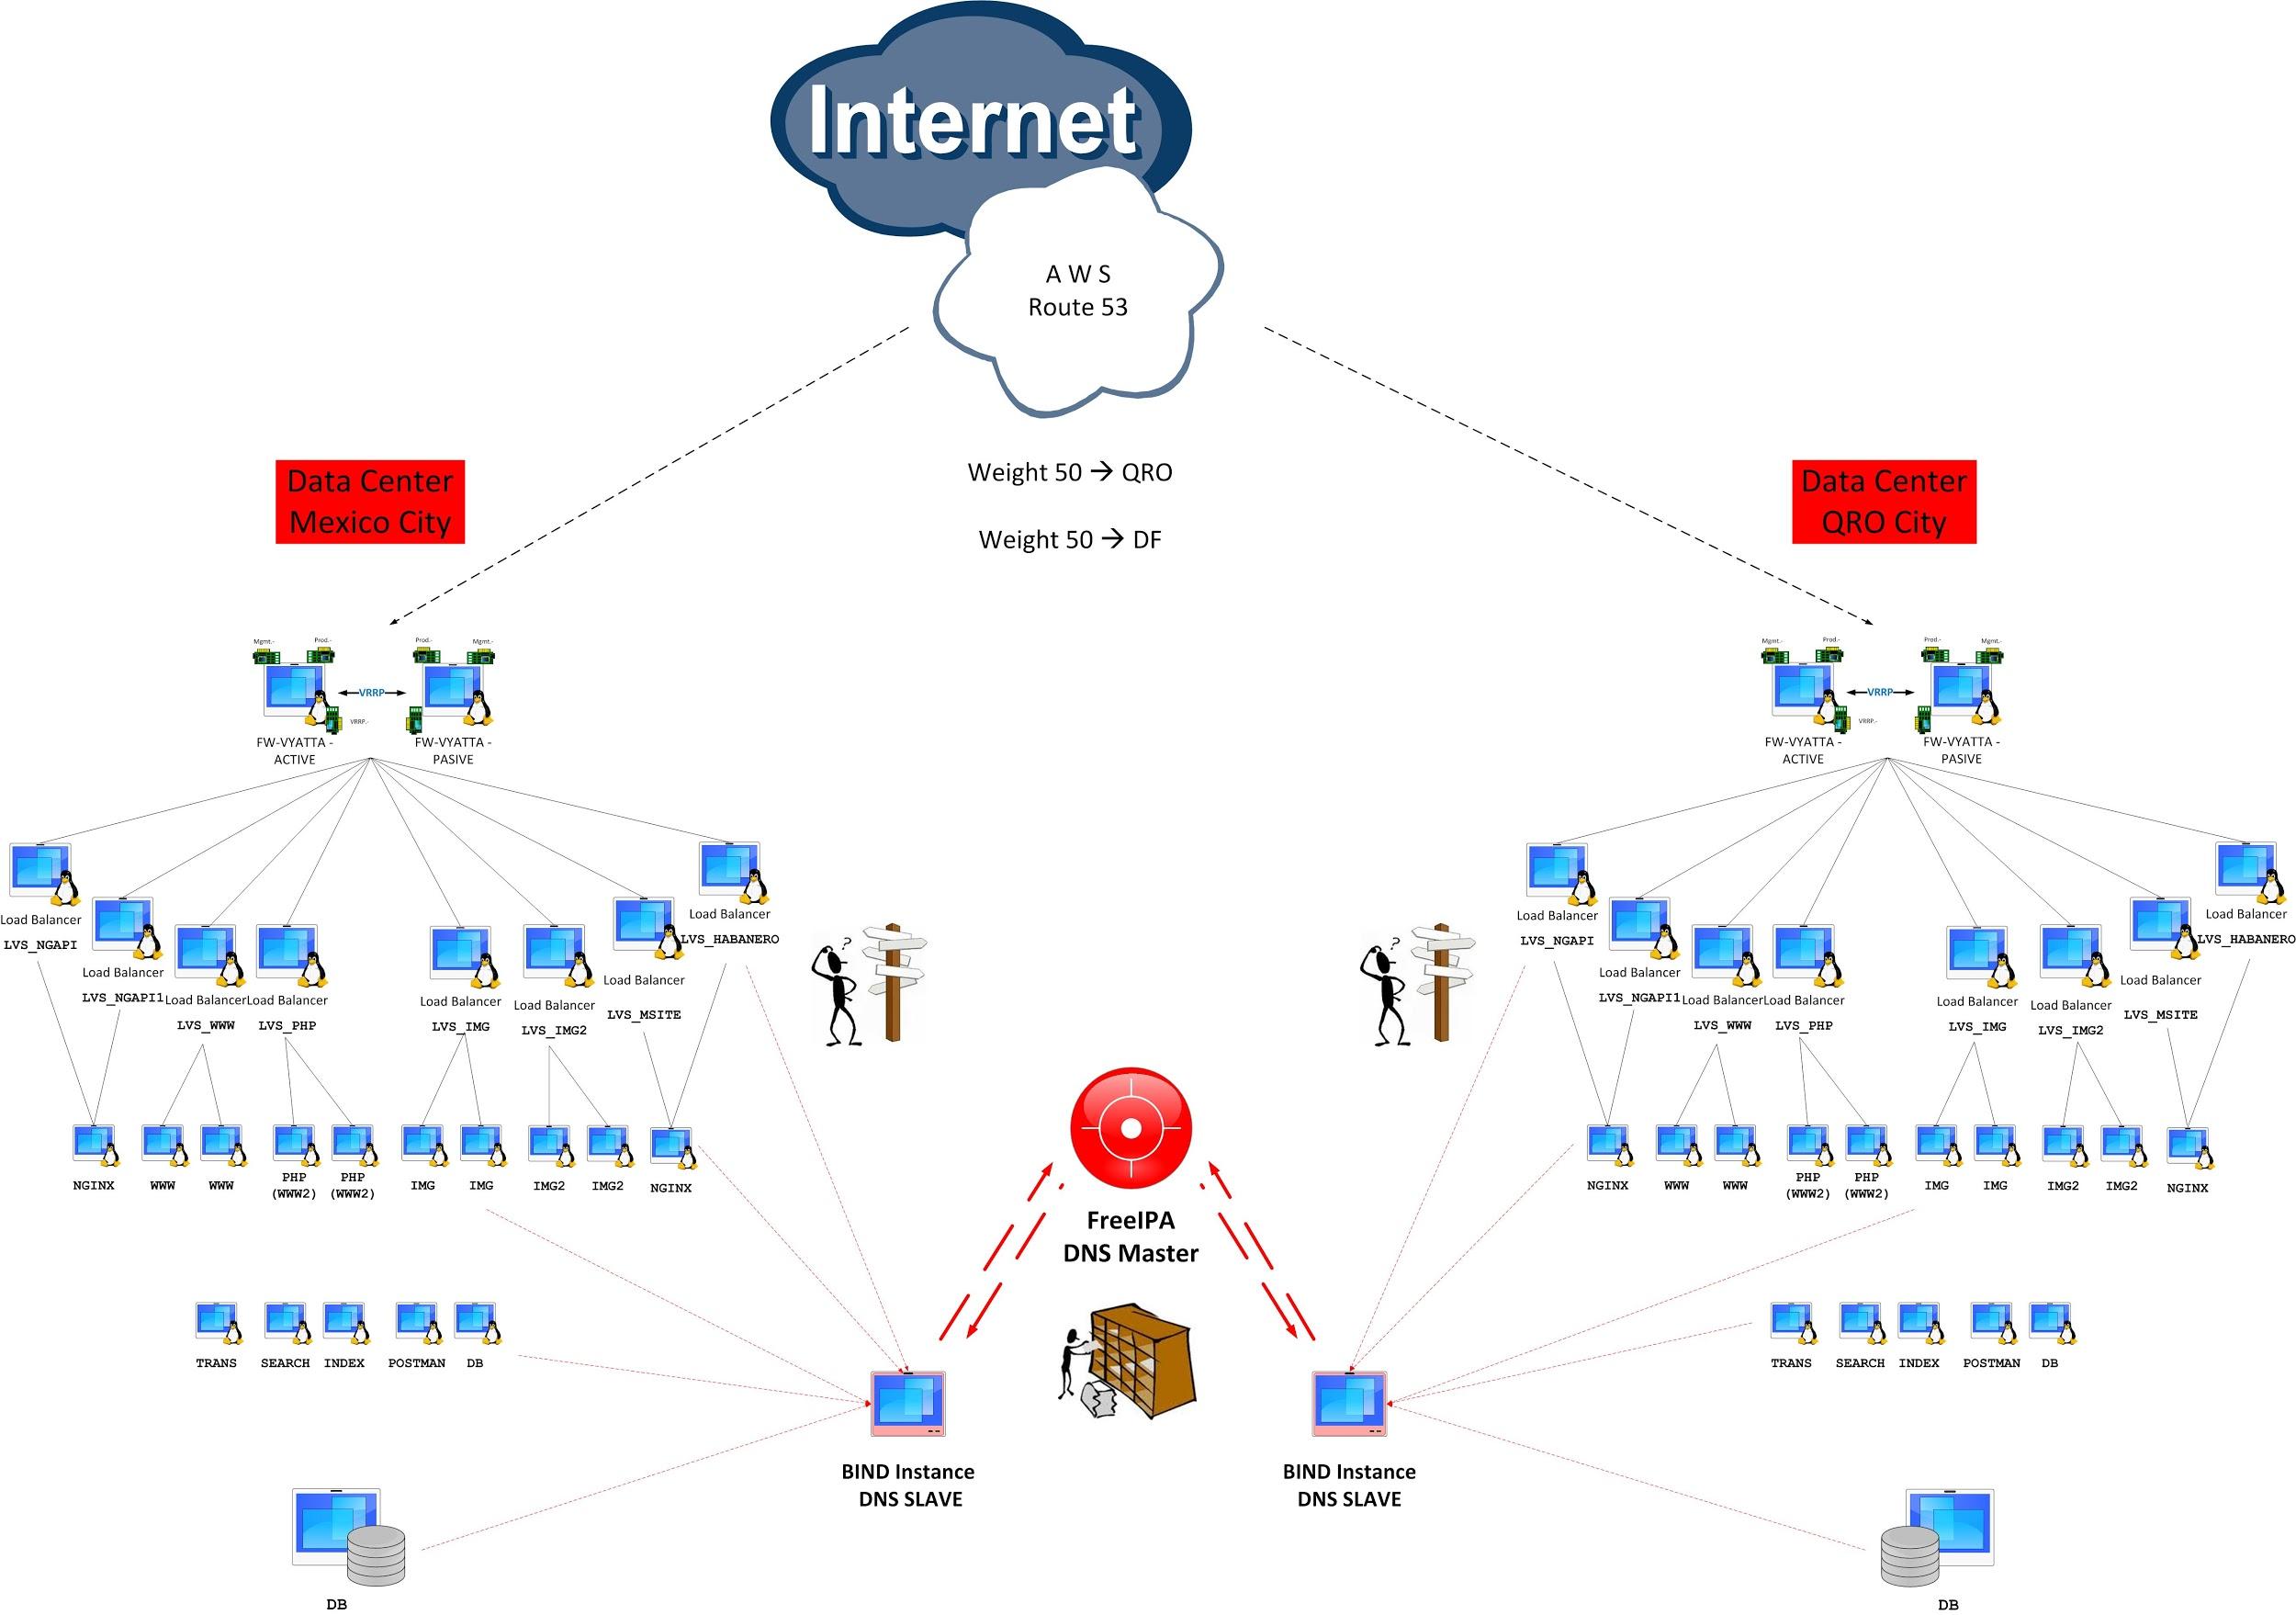 Internet
A W S
Route 53
Weight 50 → QRO
Weight 50 → DF
Data Center
Mexico City
Data Center
QRO City
Mgmt.-
Prod.-
Prod.-
Mgmt.-
VRRP
VRRP.-
FW-VYATTA -
ACTIVE
FW-VYATTA -
PASIVE
Mgmt.-
Prod.-
Prod.-
Mgmt.-
VRRP
VRRP.-
FW-VYATTA -
ACTIVE
FW-VYATTA -
PASIVE
Load Balancer
LVS_NGAPI
Load Balancer
LVS_NGAPI1
Load Balancer
LVS_WWW
Load Balancer
LVS_PHP
Load Balancer
LVS_IMG
Load Balancer
LVS_IMG2
Load Balancer
LVS_MSITE
Load Balancer
LVS_HABANERO
?
?
Load Balancer
LVS_NGAPI
Load Balancer
LVS_NGAPI1
Load Balancer
LVS_WWW
Load Balancer
LVS_PHP
Load Balancer
LVS_IMG
Load Balancer
LVS_IMG2
Load Balancer
LVS_MSITE
Load Balancer
LVS_HABANERO
NGINX
WWW
WWW
PHP
(WWW2)
PHP
(WWW2)
IMG
IMG
IMG2
IMG2
NGINX
NGINX
WWW
WWW
PHP
(WWW2)
PHP
(WWW2)
IMG
IMG
IMG2
IMG2
NGINX
FreeIPA
DNS Master
TRANS
SEARCH
INDEX
POSTMAN
DB
TRANS
SEARCH
INDEX
POSTMAN
DB
BIND Instance
DNS SLAVE
BIND Instance
DNS SLAVE
DB
DB